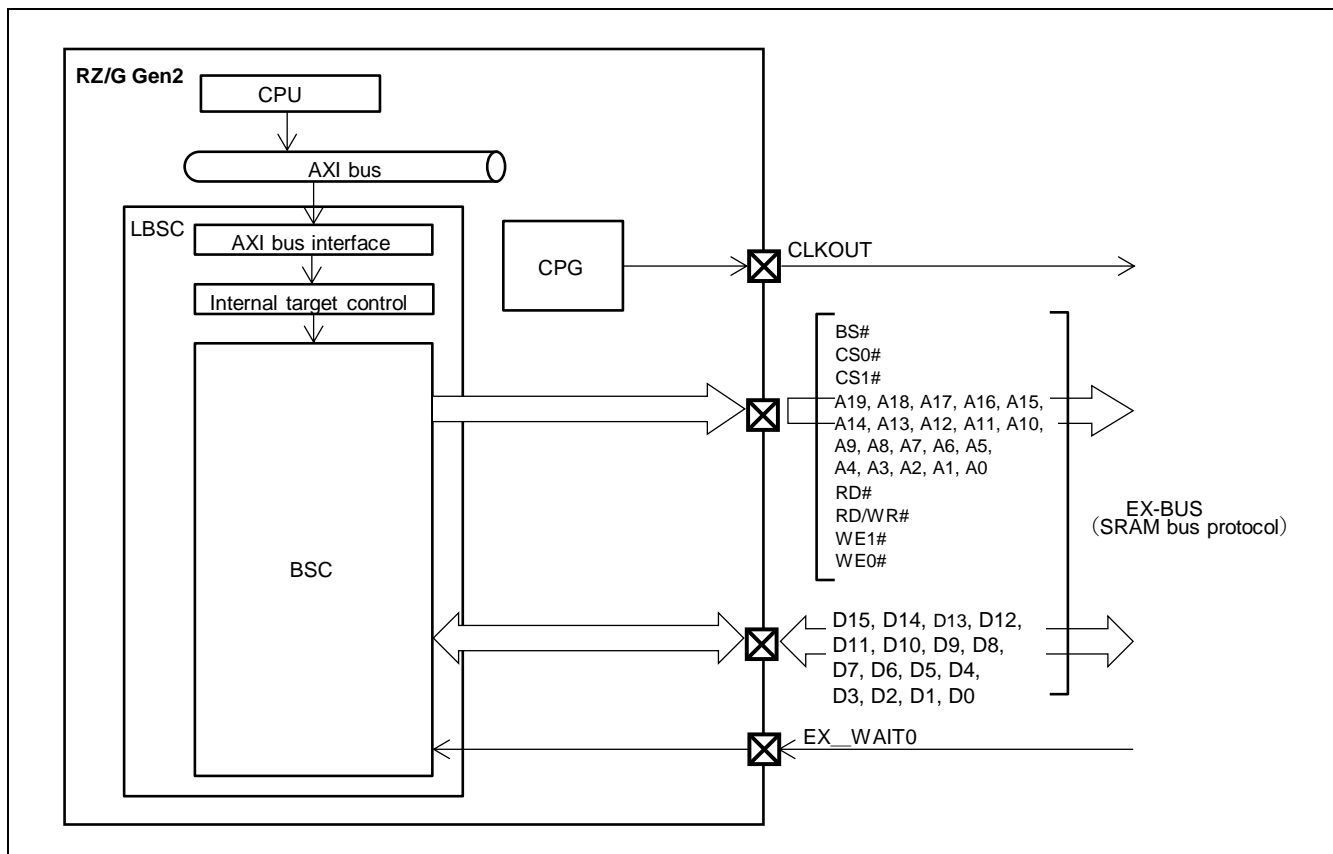 RZ/G Gen2
CPU
AXI bus
LBSC
AXI bus interface
Internal target control
BSC
CPG
CLKOUT
BS#
CS0#
CS1#
A19, A18, A17, A16, A15,
A14, A13, A12, A11, A10,
A9, A8, A7, A6, A5,
A4, A3, A2, A1, A0
RD#
RD/WR#
WE1#
WE0#
EX-BUS
（SRAM bus protocol）
D15, D14, D13, D12,
D11, D10, D9, D8,
D7, D6, D5, D4,
D3, D2, D1, D0
EX__WAIT0